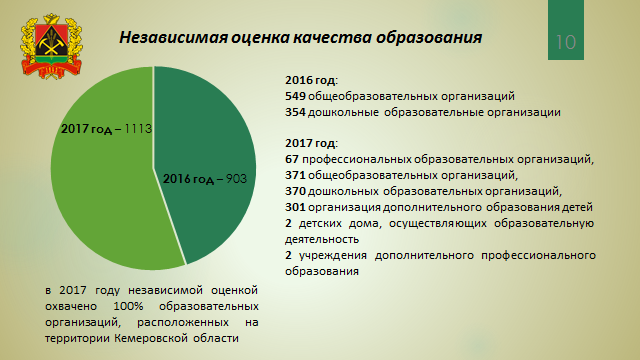 Независимая оценка качества образования
10
2017 год – 1113
2016 год – 903
2016 год:
549 общеобразовательных организаций
354 дошкольные образовательные организации
2017 год:
67 профессиональных образовательных организаций,
371 общеобразовательных организаций,
370 дошкольных образовательных организаций,
301 организация дополнительного образования детей
2 детских дома, осуществляющих образовательную
деятельность
2 учреждения дополнительного профессионального
образования
в 2017 году независимой оценкой
охвачено 100% образовательных
организаций, расположенных на
территории Кемеровской области